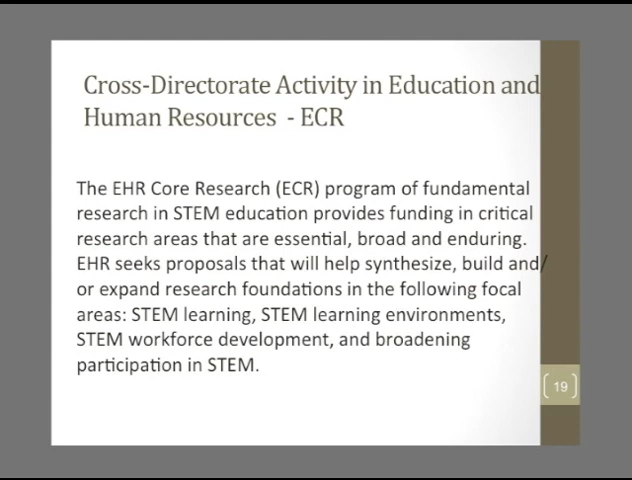 Cross-Directorate Activity in Education and
Human Resources - ECR
The EHR Core Research (ECR) program of fundamental
research in STEM education provides funding in critical
research areas that are essential, broad and enduring.
EHR seeks proposals that will help synthesize, build and/
or expand research foundations in the following focal
areas: STEM learning, STEM learning environments,
STEM workforce development, and broadening
participation in STEM.
19